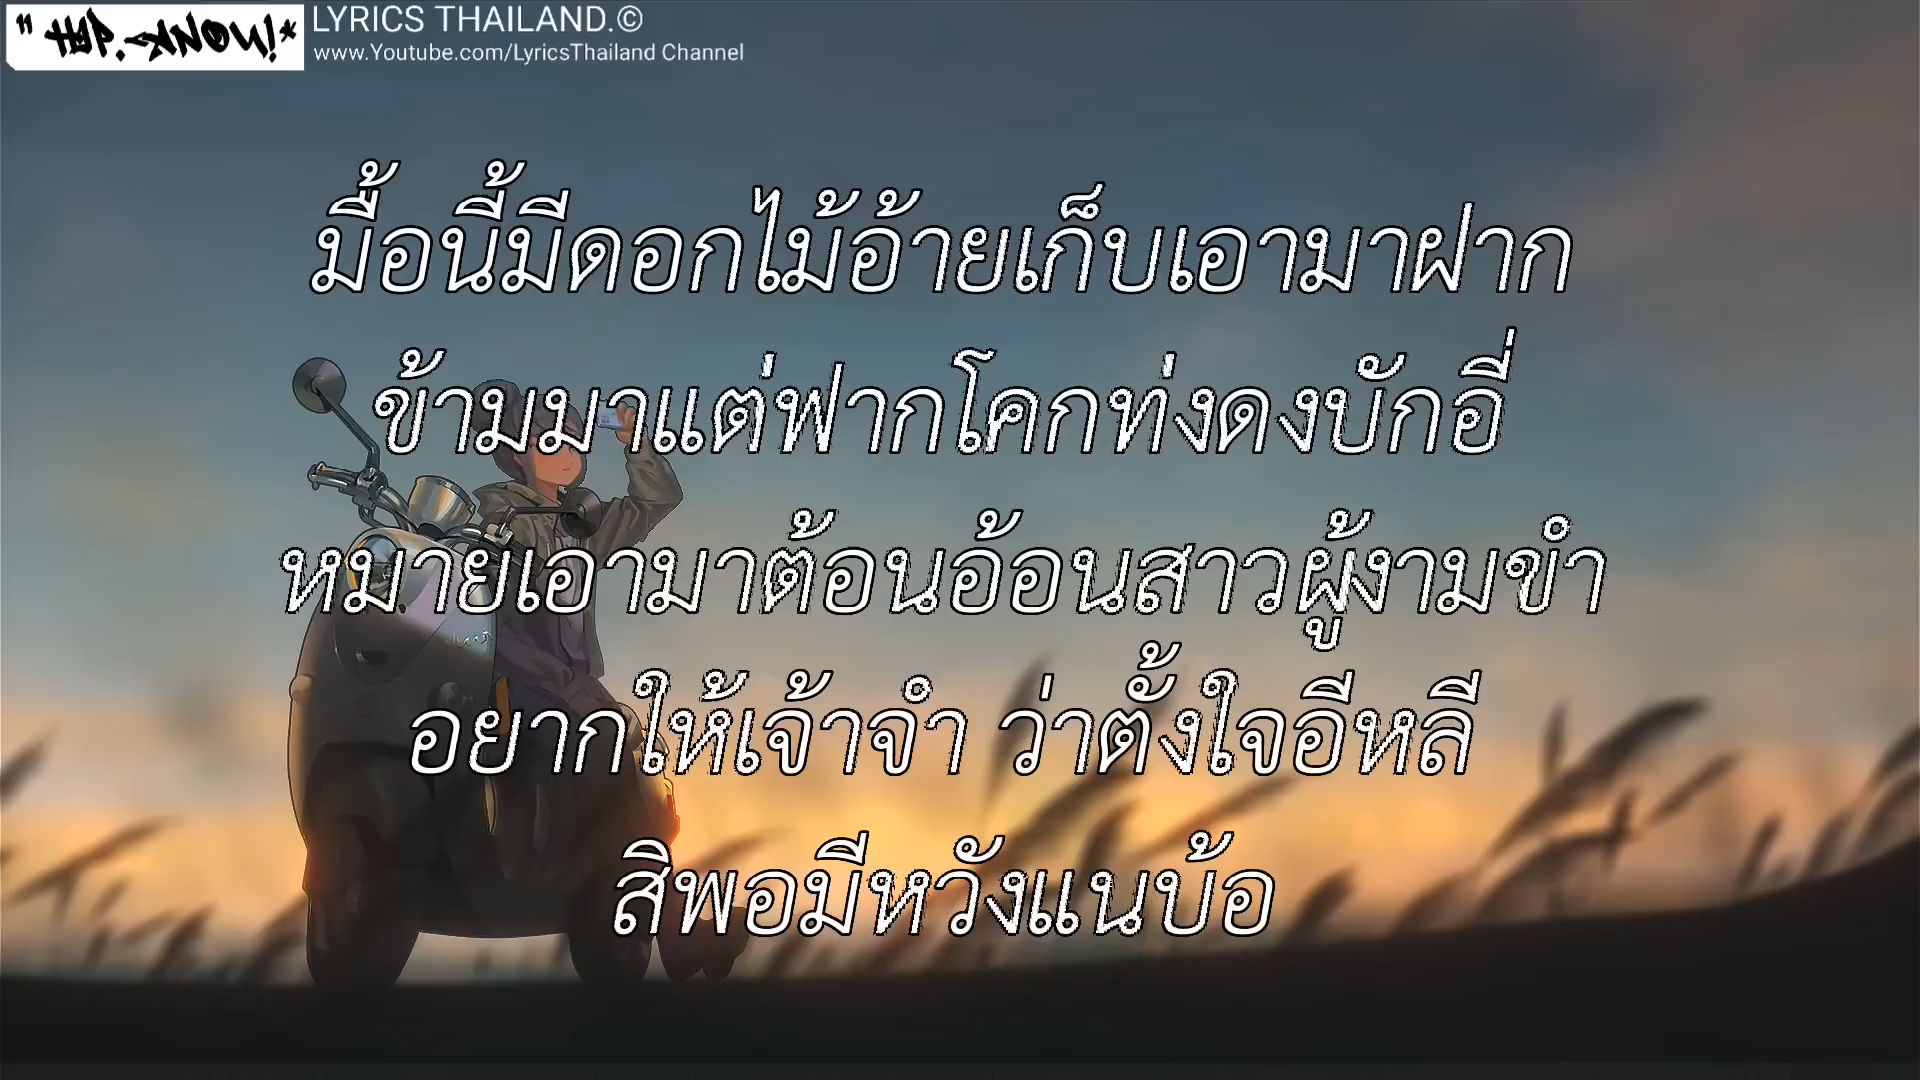 " HIP.-KNOW!*
LYRICS THAILAND.©
www.Youtube.com/LyricsThailand Channel
มื้อนี้มีดอกไม้อ้ายเก็บเอามาฝาก
ข้ามมาแต่ฟากโคกท่งดงบักอี่
หมายเอามาต้อนอ้อนสาวผู้งามขำ
อยากให้เจ้าจำ ว่าตั้งใจอีหลี
สิพอมีหวังแนบ้อ